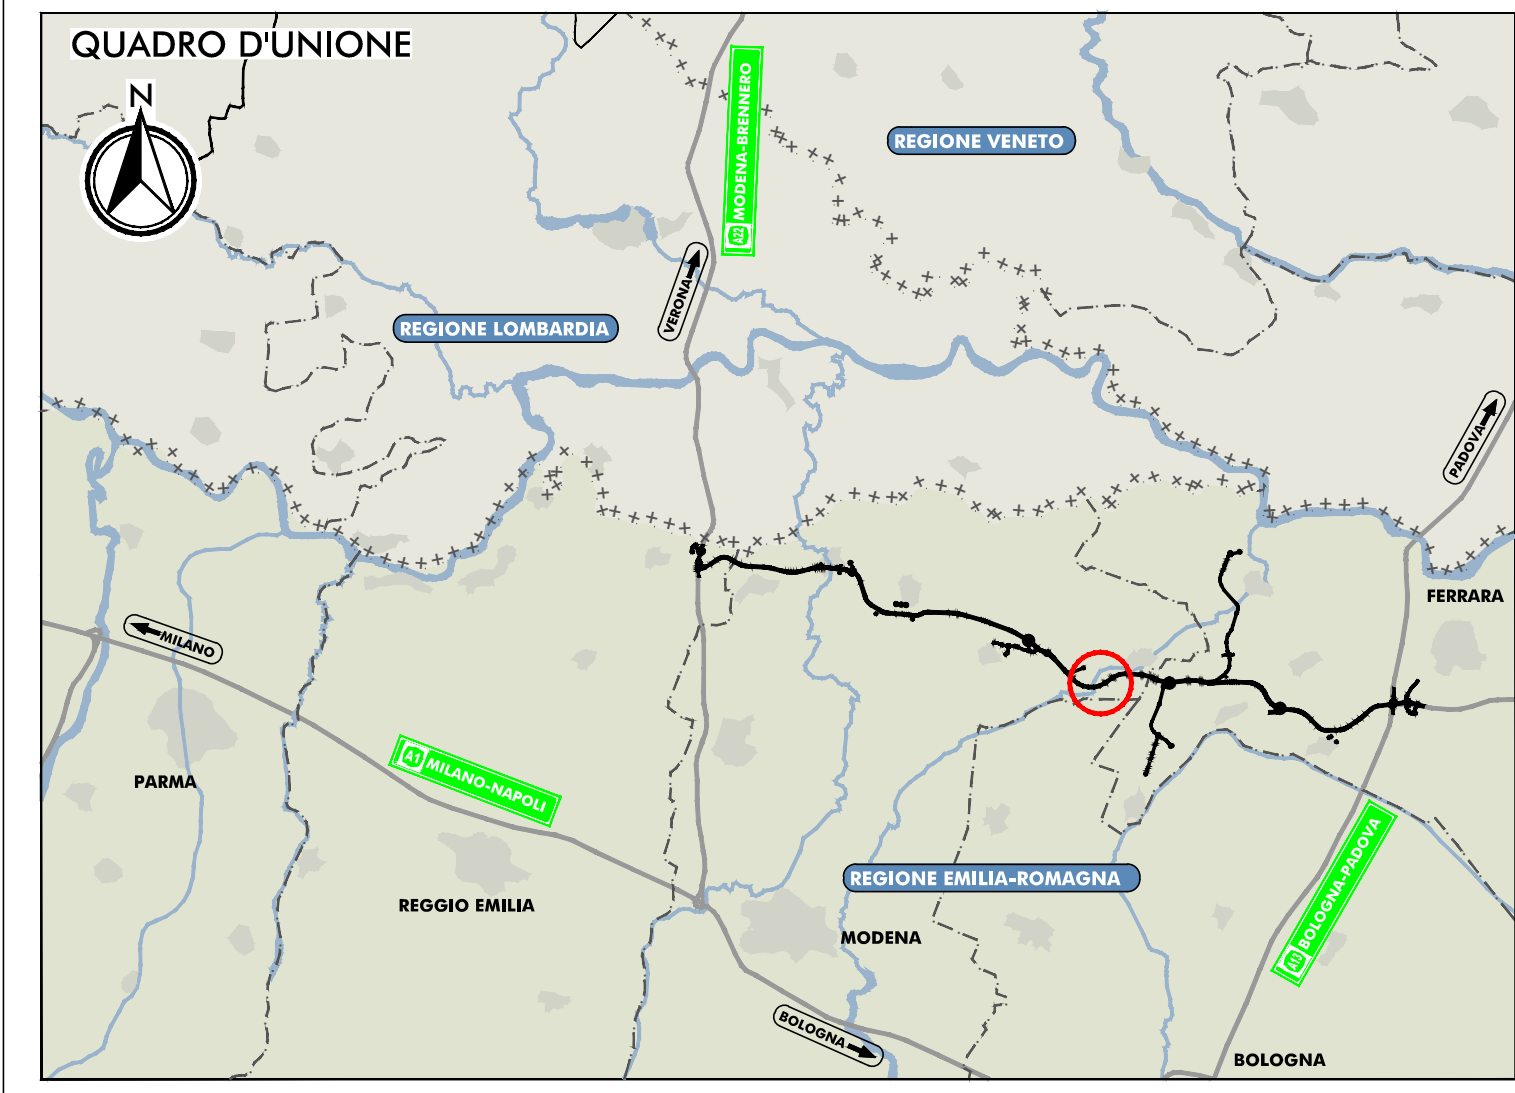 QUADRO D'UNIONE
N
A22 MODENA-BRENNERO
REGIONE VENETO
VERONA
REGIONE LOMBARDIA
PADOVA
FERRARA
MILANO
PARMA
A1 MILANO-NAPOLI
REGIONE EMILIA-ROMAGNA
A13 BOLOGNA-PADOVA
REGGIO EMILIA
MODENA
BOLOGNA
BOLOGNA